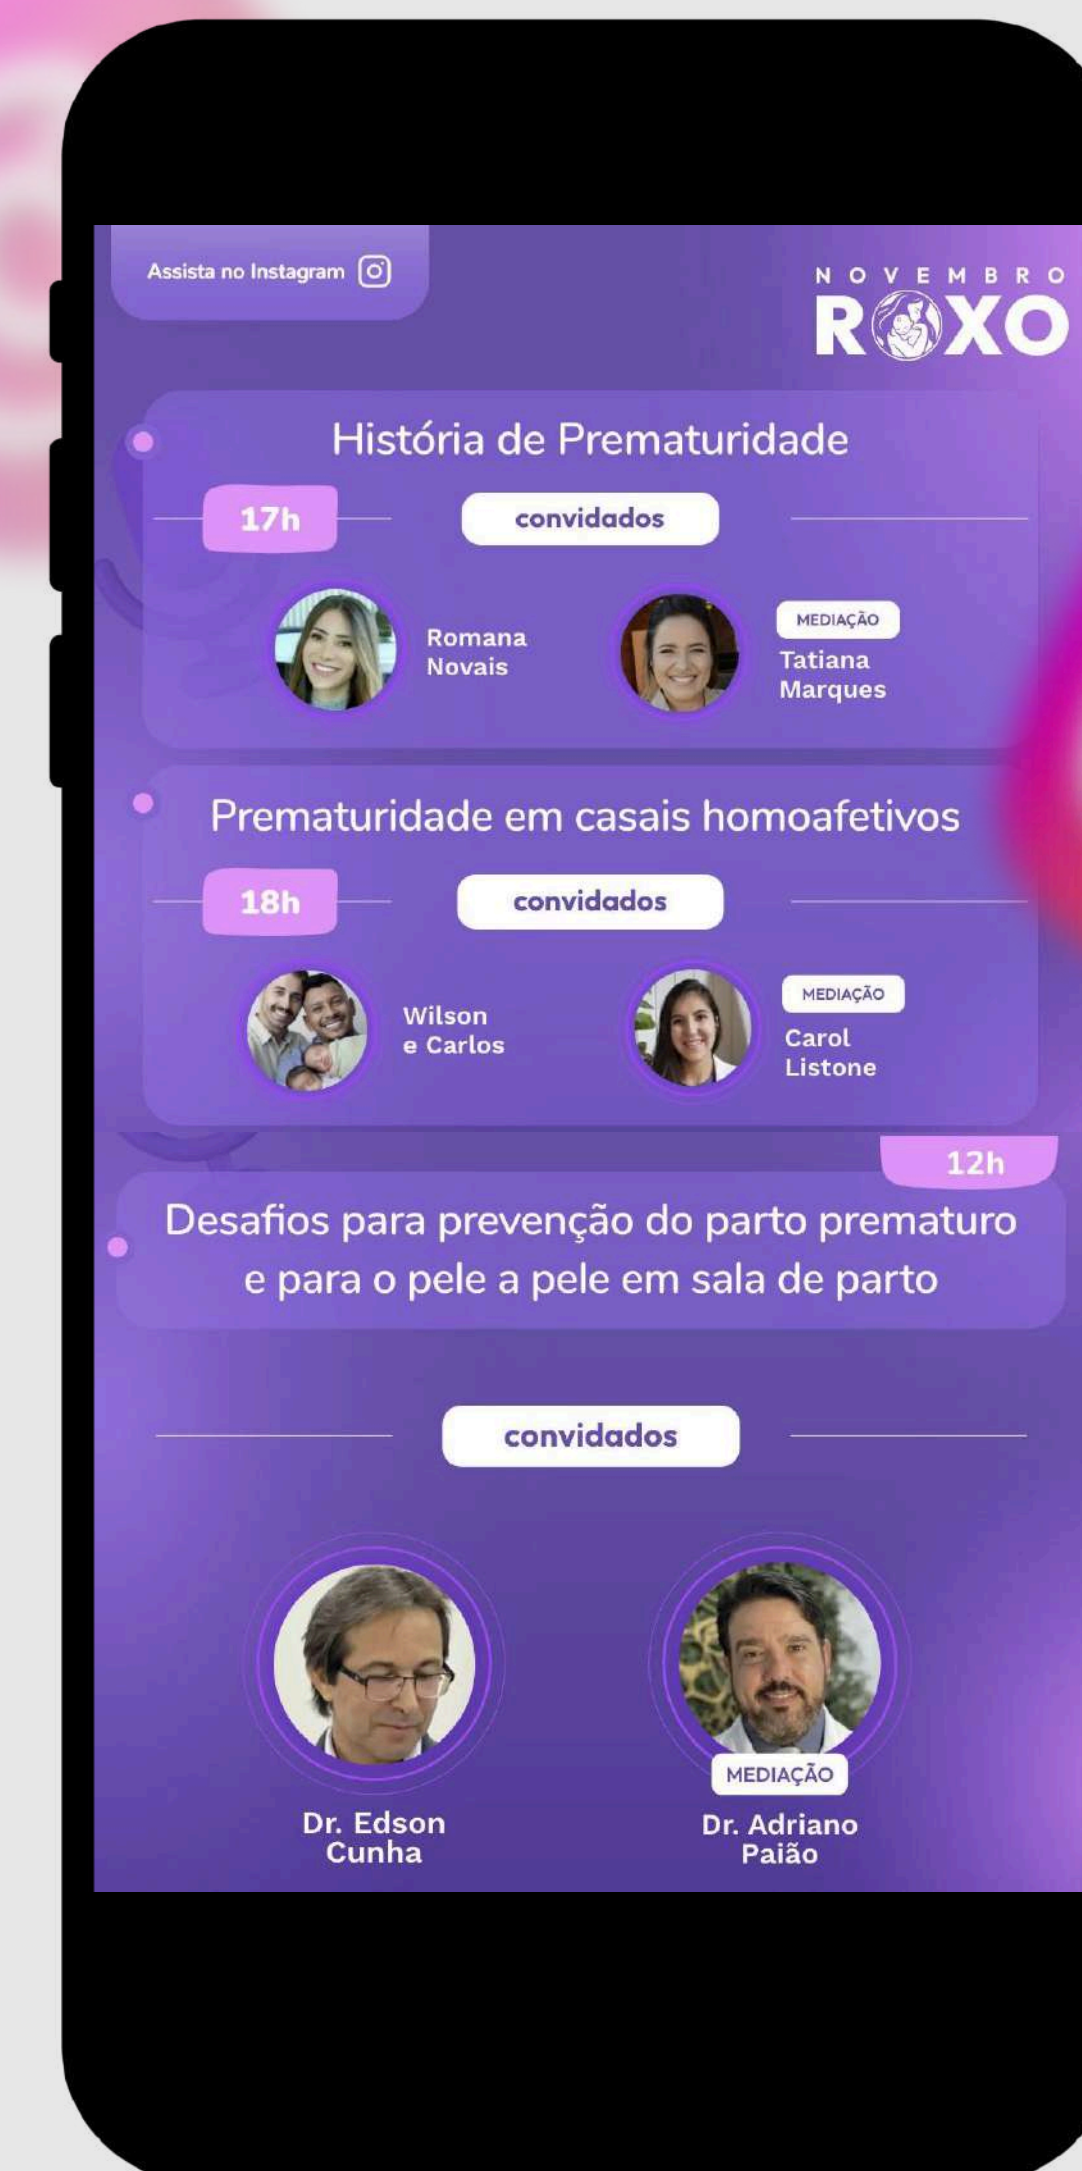 Assista no Instagram
NOVEMBRO
ROXO
História de Prematuridade
17h
convidados
Romana
Novais
MEDIAÇÃO
Tatiana
Marques
Prematuridade em casais homoafetivos
18h
convidados
Wilson
e Carlos
MEDIAÇÃO
Carol
Listone
12h
Desafios para prevenção do parto prematuro
e para o pele a pele em sala de parto
convidados
Dr. Edson
Cunha
MEDIAÇÃO
Dr. Adriano
Paião